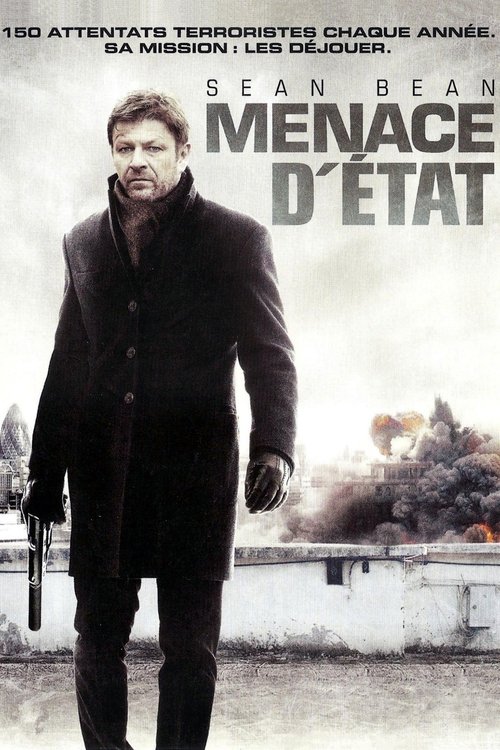 150 ATTENTATS TERRORISTES CHAQUE ANNÉE.
SA MISSION : LES DÉJOUER.
SEAN BEAN
MENACE
D'ÉTAT